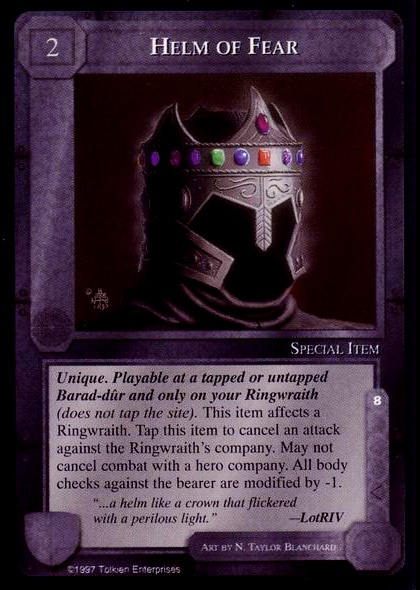 2
HELM OF FEAR
SPECIAL ITEM
Unique. Playable at a tapped or untapped
Barad-dûr and only on your Ringwraith
(does not tap the site). This item affects a
Ringwraith. Tap this item to cancel an attack
against the Ringwraith's company. May not
cancel combat with a hero company. All body
checks against the bearer are modified by -1.
"...a helm like a crown that flickered
with a perilous light." —LotRIV
8
ART BY N. TAYLOR BLANCHARD
©1997 Tolkien Enterprises